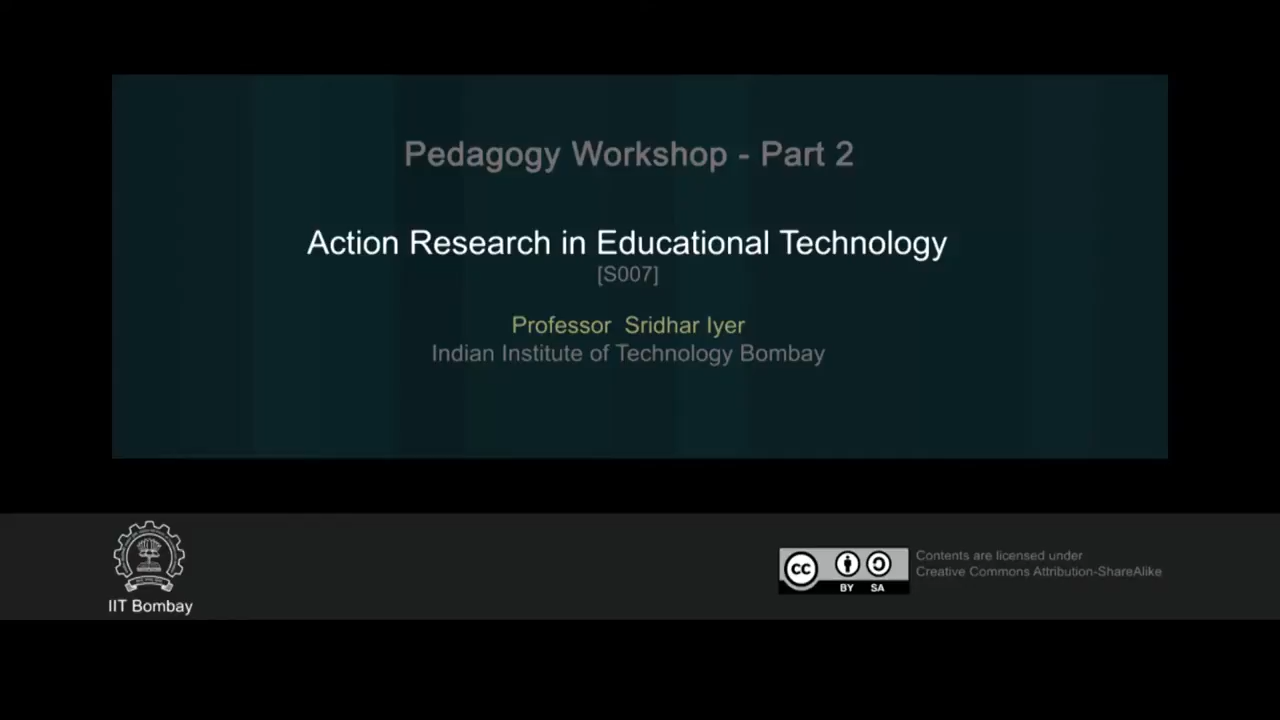 Pedagogy Workshop - Part 2
Action Research in Educational Technology
[S007]
Professor Sridhar Iyer
Indian Institute of Technology Bombay
IIT Bombay
cc
BY SA
Contents are licensed under
Creative Commons Attribution-ShareAlike